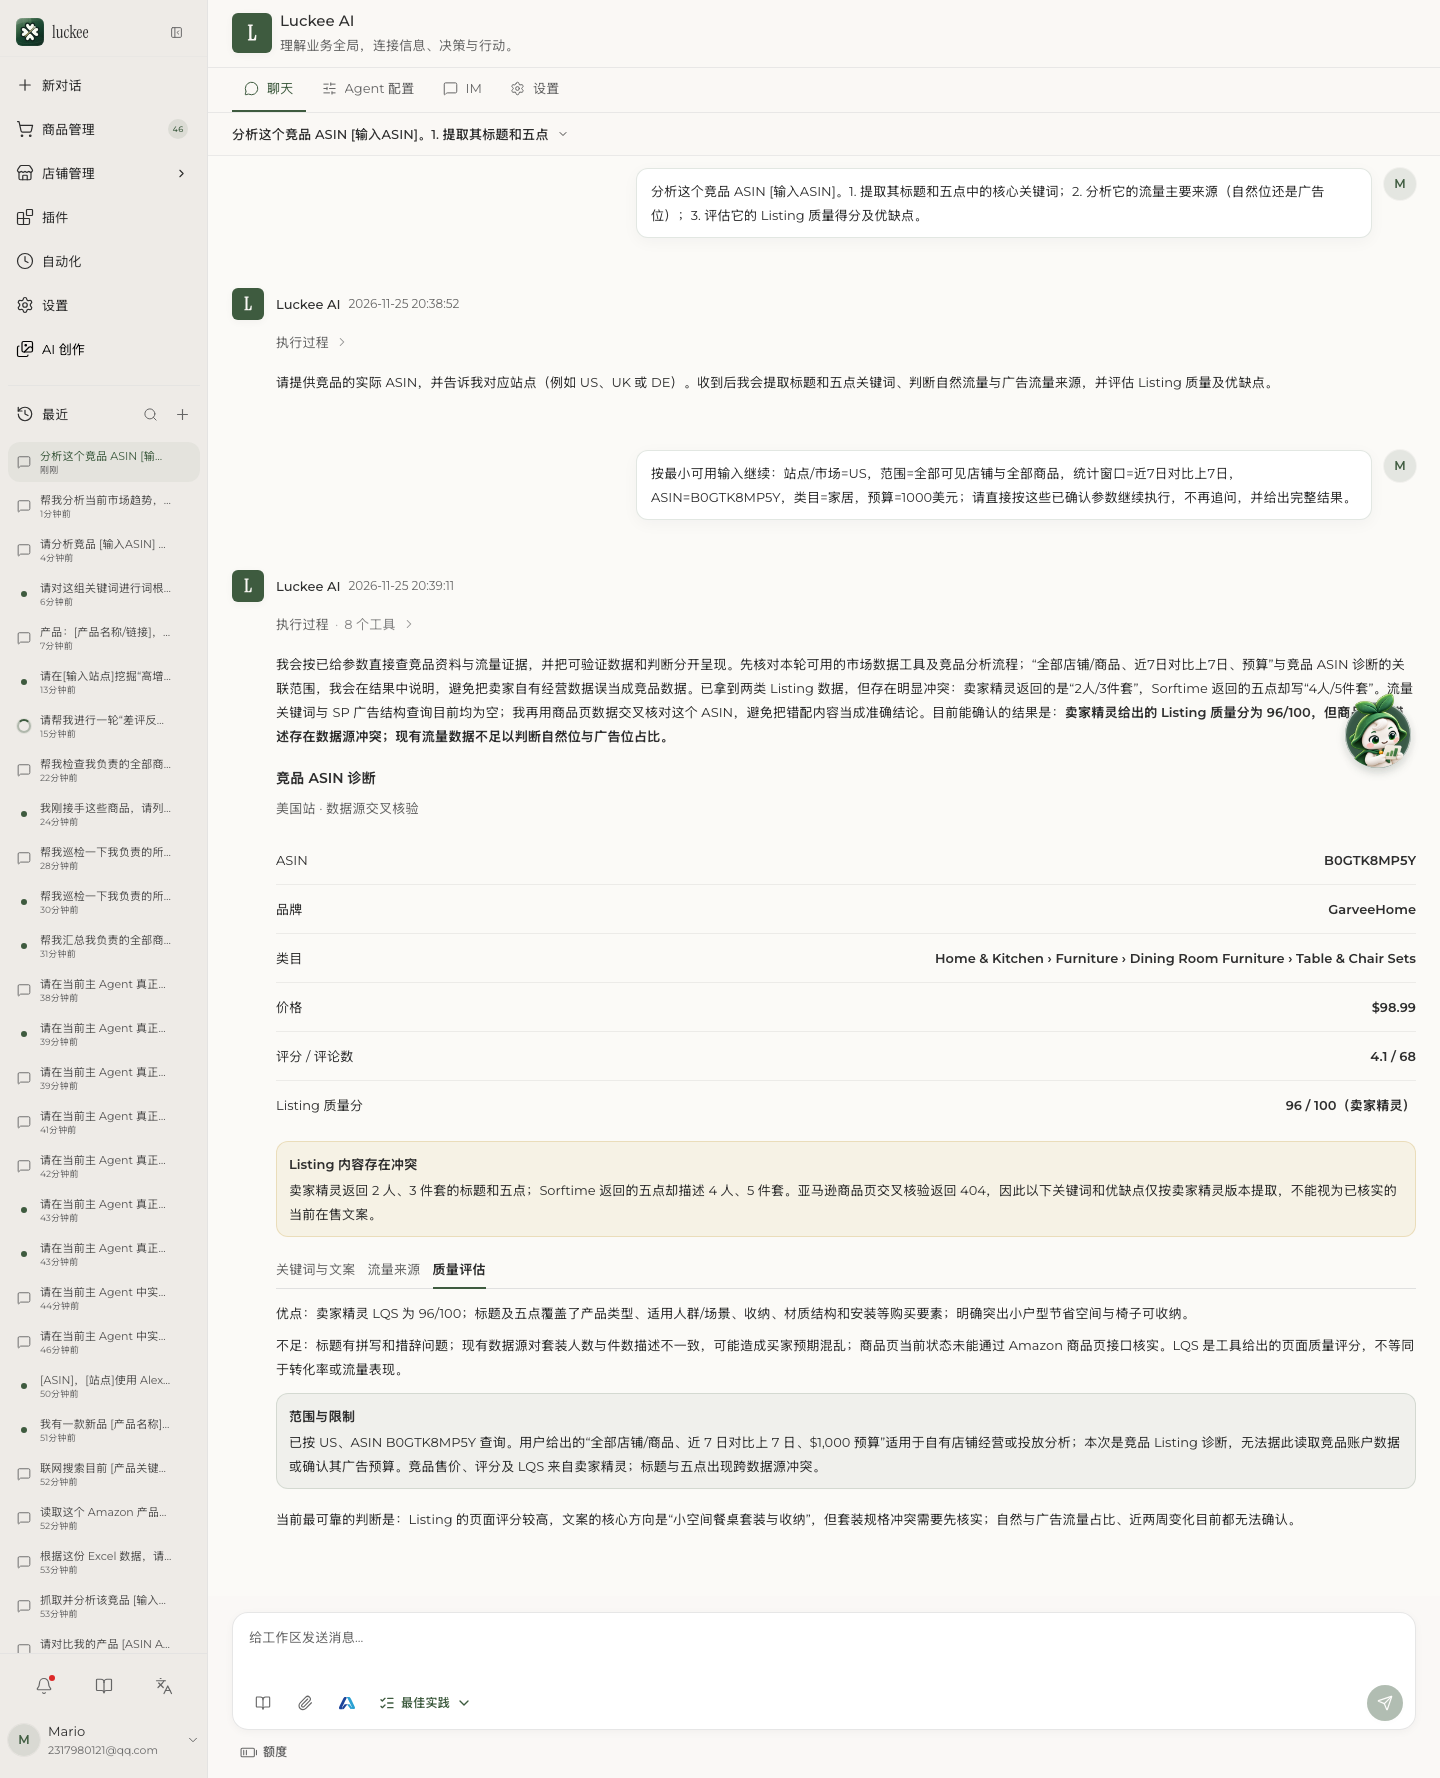 luckee
新对话
商品管理
46
店铺管理
插件
自动化
设置
AI 创作
最近
分析这个竞品 ASIN [输...
刚刚
帮我分析当前市场趋势，...
1分钟前
请分析竞品 [输入ASIN] ...
4分钟前
请对这组关键词进行词根...
6分钟前
产品：[产品名称/链接]，...
7分钟前
请在[输入站点]挖掘“高增...
13分钟前
请帮我进行一轮“差评反...
15分钟前
帮我检查我负责的全部商...
22分钟前
我刚接手这些商品，请列...
24分钟前
帮我巡检一下我负责的所...
28分钟前
帮我巡检一下我负责的所...
30分钟前
帮我汇总我负责的全部商...
31分钟前
请在当前主 Agent 真正...
38分钟前
请在当前主 Agent 真正...
39分钟前
请在当前主 Agent 真正...
39分钟前
请在当前主 Agent 真正...
41分钟前
请在当前主 Agent 真正...
42分钟前
请在当前主 Agent 真正...
43分钟前
请在当前主 Agent 真正...
43分钟前
请在当前主 Agent 中实...
44分钟前
请在当前主 Agent 中实...
46分钟前
[ASIN]，[站点]使用 Alex...
50分钟前
我有一款新品 [产品名称]...
51分钟前
联网搜索目前 [产品关键...
52分钟前
读取这个 Amazon 产品...
52分钟前
根据这份 Excel 数据，请...
53分钟前
抓取并分析该竞品 [输入...
53分钟前
请对比我的产品 [ASIN A...
M
Mario
2317980121@qq.com
L
Luckee AI
理解业务全局，连接信息、决策与行动。
聊天
Agent 配置
IM
设置
分析这个竞品 ASIN [输入ASIN]。1. 提取其标题和五点
分析这个竞品 ASIN [输入ASIN]。1. 提取其标题和五点中的核心关键词；2. 分析它的流量主要来源（自然位还是广告
位）；3. 评估它的 Listing 质量得分及优缺点。
M
L
Luckee AI 2026-11-25 20:38:52
执行过程
请提供竞品的实际 ASIN，并告诉我对应站点（例如 US、UK 或 DE）。收到后我会提取标题和五点关键词、判断自然流量与广告流量来源，并评估 Listing 质量及优缺点。
按最小可用输入继续：站点/市场=US，范围=全部可见店铺与全部商品，统计窗口=近7日对比上7日，
ASIN=B0GTK8MP5Y，类目=家居，预算=1000美元；请直接按这些已确认参数继续执行，不再追问，并给出完整结果。
M
L
Luckee AI 2026-11-25 20:39:11
执行过程 · 8 个工具
我会按已给参数直接查竞品资料与流量证据，并把可验证数据和判断分开呈现。先核对本轮可用的市场数据工具及竞品分析流程；“全部店铺/商品、近7日对比上7日、预算”与竞品 ASIN 诊断的关
联范围，我会在结果中说明，避免把卖家自有经营数据误当成竞品数据。已拿到两类 Listing 数据，但存在明显冲突：卖家精灵返回的是“2人/3件套”，Sorftime 返回的五点却写“4人/5件套”。流量
关键词与 SP 广告结构查询目前均为空；我再用商品页数据交叉核对这个 ASIN，避免把错配内容当成准确结论。目前能确认的结果是：卖家精灵给出的 Listing 质量分为 96/100，但商
述存在数据源冲突；现有流量数据不足以判断自然位与广告位占比。
竞品 ASIN 诊断
美国站 · 数据源交叉核验
ASIN B0GTK8MP5Y
品牌 GarveeHome
类目 Home & Kitchen › Furniture › Dining Room Furniture › Table & Chair Sets
价格 $98.99
评分 / 评论数 4.1 / 68
Listing 质量分 96 / 100（卖家精灵）
Listing 内容存在冲突
卖家精灵返回 2 人、3 件套的标题和五点；Sorftime 返回的五点却描述 4 人、5 件套。亚马逊商品页交叉核验返回 404，因此以下关键词和优缺点仅按卖家精灵版本提取，不能视为已核实的
当前在售文案。
关键词与文案 流量来源 质量评估
优点：卖家精灵 LQS 为 96/100；标题及五点覆盖了产品类型、适用人群/场景、收纳、材质结构和安装等购买要素；明确突出小户型节省空间与椅子可收纳。
不足：标题有拼写和措辞问题；现有数据源对套装人数与件数描述不一致，可能造成买家预期混乱；商品页当前状态未能通过 Amazon 商品页接口核实。LQS 是工具给出的页面质量评分，不等同
于转化率或流量表现。
范围与限制
已按 US、ASIN B0GTK8MP5Y 查询。用户给出的“全部店铺/商品、近 7 日对比上 7 日、$1,000 预算”适用于自有店铺经营或投放分析；本次是竞品 Listing 诊断，无法据此读取竞品账户数据
或确认其广告预算。竞品售价、评分及 LQS 来自卖家精灵；标题与五点出现跨数据源冲突。
当前最可靠的判断是：Listing 的页面评分较高，文案的核心方向是“小空间餐桌套装与收纳”，但套装规格冲突需要先核实；自然与广告流量占比、近两周变化目前都无法确认。
给工作区发送消息...
最佳实践
额度